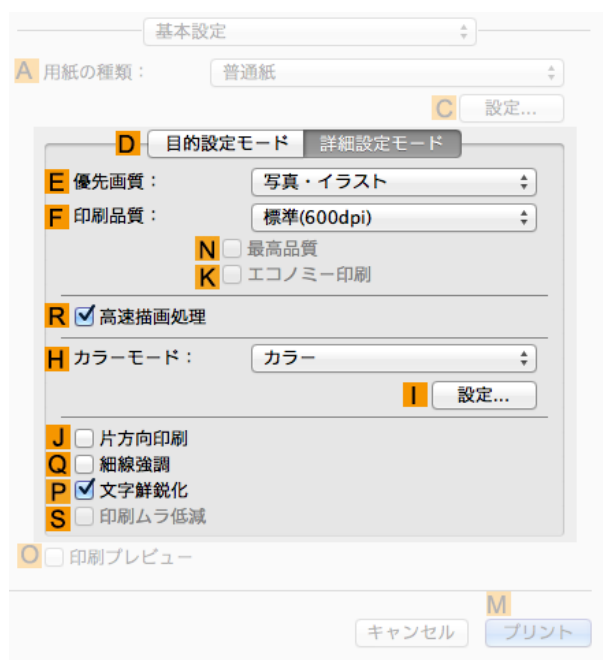 基本設定
A 用紙の種類： 普通紙
C 設定...
D 目的設定モード 詳細設定モード
E 優先画質： 写真・イラスト
F 印刷品質： 標準(600dpi)
N 最高品質
K エコノミー印刷
R 高速描画処理
H カラーモード： カラー
I 設定...
J 片方向印刷
Q 細線強調
P 文字鮮鋭化
S 印刷ムラ低減
O 印刷プレビュー
M
キャンセル プリント